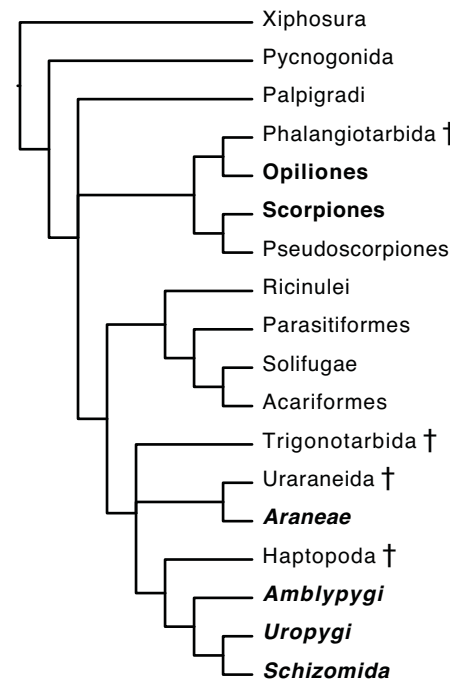 Xiphosura
Pycnogonida
Palpigradi
Phalangiotarbida †
Opiliones
Scorpiones
Pseudoscorpiones
Ricinulei
Parasitiformes
Solifugae
Acariformes
Trigonotarbida †
Uraraneida †
Araneae
Haptopoda †
Amblypygi
Uropygi
Schizomida